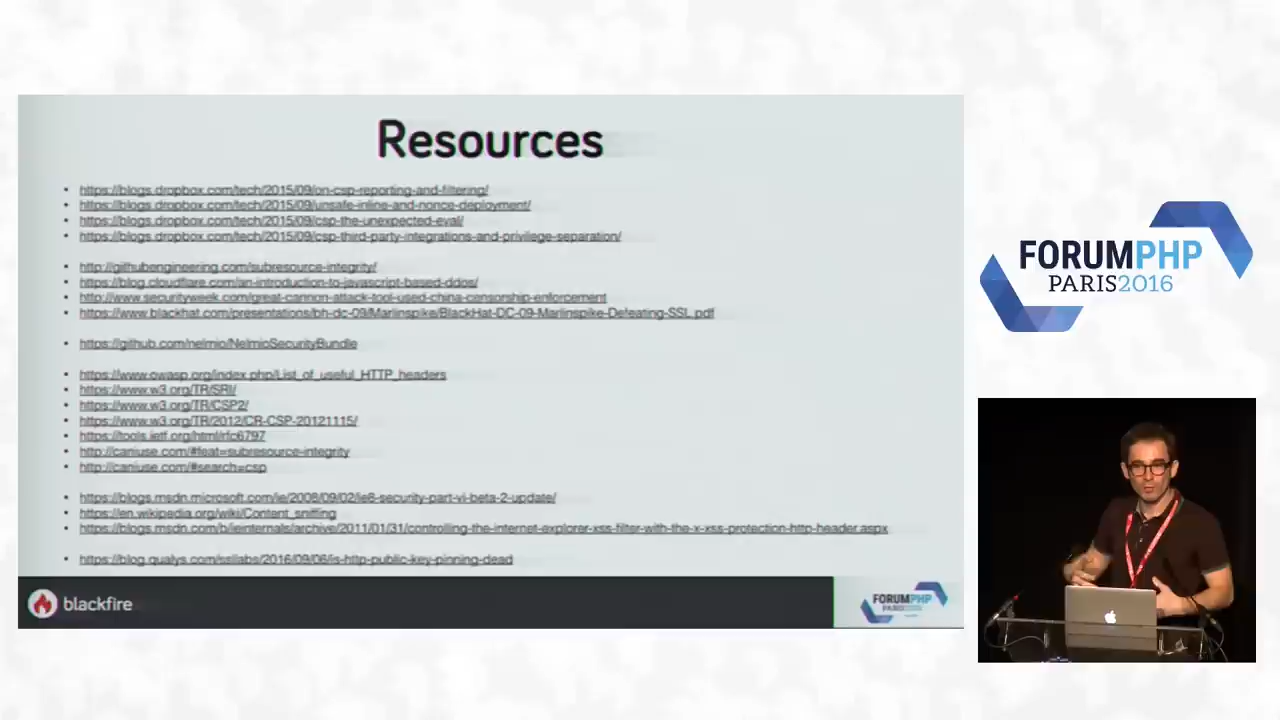 Resources
https://blogs.dropbox.com/tech/2015/09/on-csp-reporting-and-filtering/
https://blogs.dropbox.com/tech/2015/09/unsafe-inline-and-nonce-deployment/
https://blogs.dropbox.com/tech/2015/09/csp-the-unexpected-eval/
https://blogs.dropbox.com/tech/2015/09/csp-third-party-integrations-and-privilege-separation/
http://githubengineering.com/subresource-integrity/
https://blog.cloudflare.com/an-introduction-to-javascript-based-ddos/
http://www.securityweek.com/great-cannon-attack-tool-used-china-censorship-enforcement
https://www.blackhat.com/presentations/bh-dc-09/Marlinspike/BlackHat-DC-09-Marlinspike-Defeating-SSL.pdf
https://github.com/nelmio/NelmioSecurityBundle
https://www.owasp.org/index.php/List_of_useful_HTTP_headers
https://www.w3.org/TR/SRI/
https://www.w3.org/TR/CSP2/
https://www.w3.org/TR/2012/CR-CSP-20121115/
https://tools.ietf.org/html/rfc6797
http://caniuse.com/#feat=subresource-integrity
http://caniuse.com/#search=csp
https://blogs.msdn.microsoft.com/ie/2008/09/02/ie8-security-part-vi-beta-2-update/
https://en.wikipedia.org/wiki/Content_sniffing
https://blogs.msdn.com/b/ieinternals/archive/2011/01/31/controlling-the-internet-explorer-xss-filter-with-the-x-xss-protection-http-header.aspx
https://blog.qualys.com/ssllabs/2016/09/06/is-http-public-key-pinning-dead
blackfire
FORUMPHP
PARIS2016
FORUMPHP
PARIS2016